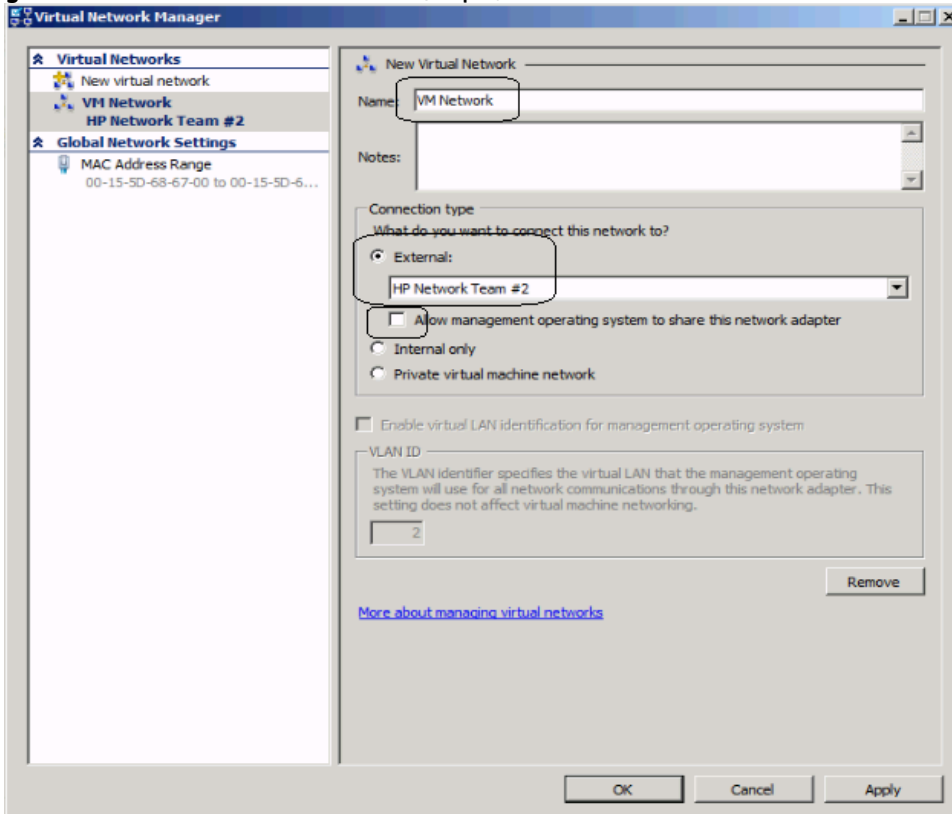 Virtual Network Manager
Virtual Networks
New virtual network
VM Network
HP Network Team #2
Global Network Settings
MAC Address Range
00-15-5D-68-67-00 to 00-15-5D-6...
New Virtual Network
Name: VM Network
Notes:
Connection type
What do you want to connect this network to?
External:
HP Network Team #2
Allow management operating system to share this network adapter
Internal only
Private virtual machine network
Enable virtual LAN identification for management operating system
VLAN ID
The VLAN identifier specifies the virtual LAN that the management operating
system will use for all network communications through this network adapter. This
setting does not affect virtual machine networking.
2
Remove
More about managing virtual networks
OK Cancel Apply